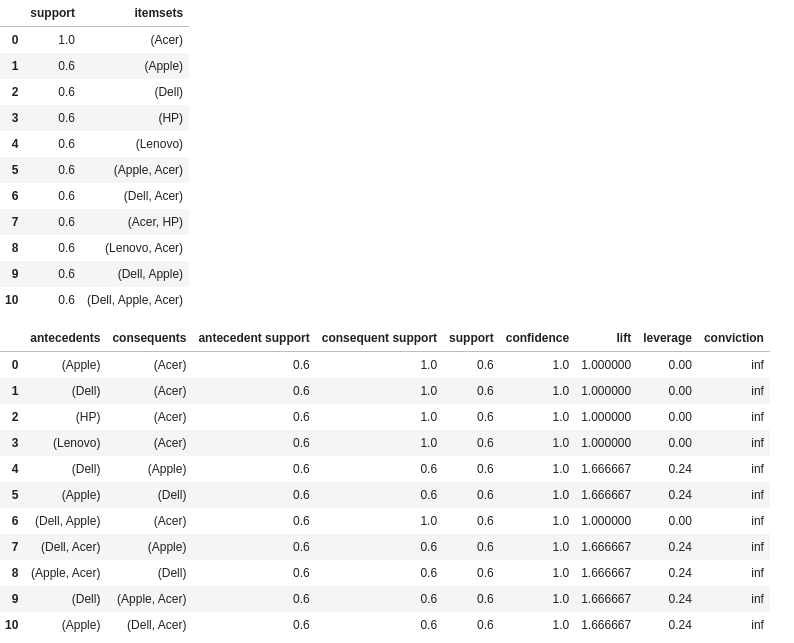 support itemsets
0 1.0 (Acer)
1 0.6 (Apple)
2 0.6 (Dell)
3 0.6 (HP)
4 0.6 (Lenovo)
5 0.6 (Apple, Acer)
6 0.6 (Dell, Acer)
7 0.6 (Acer, HP)
8 0.6 (Lenovo, Acer)
9 0.6 (Dell, Apple)
10 0.6 (Dell, Apple, Acer)
antecedents consequents antecedent support consequent support support confidence lift leverage conviction
0 (Apple) (Acer) 0.6 1.0 0.6 1.0 1.000000 0.00 inf
1 (Dell) (Acer) 0.6 1.0 0.6 1.0 1.000000 0.00 inf
2 (HP) (Acer) 0.6 1.0 0.6 1.0 1.000000 0.00 inf
3 (Lenovo) (Acer) 0.6 1.0 0.6 1.0 1.000000 0.00 inf
4 (Dell) (Apple) 0.6 0.6 0.6 1.0 1.666667 0.24 inf
5 (Apple) (Dell) 0.6 0.6 0.6 1.0 1.666667 0.24 inf
6 (Dell, Apple) (Acer) 0.6 1.0 0.6 1.0 1.000000 0.00 inf
7 (Dell, Acer) (Apple) 0.6 0.6 0.6 1.0 1.666667 0.24 inf
8 (Apple, Acer) (Dell) 0.6 0.6 0.6 1.0 1.666667 0.24 inf
9 (Dell) (Apple, Acer) 0.6 0.6 0.6 1.0 1.666667 0.24 inf
10 (Apple) (Dell, Acer) 0.6 0.6 0.6 1.0 1.666667 0.24 inf